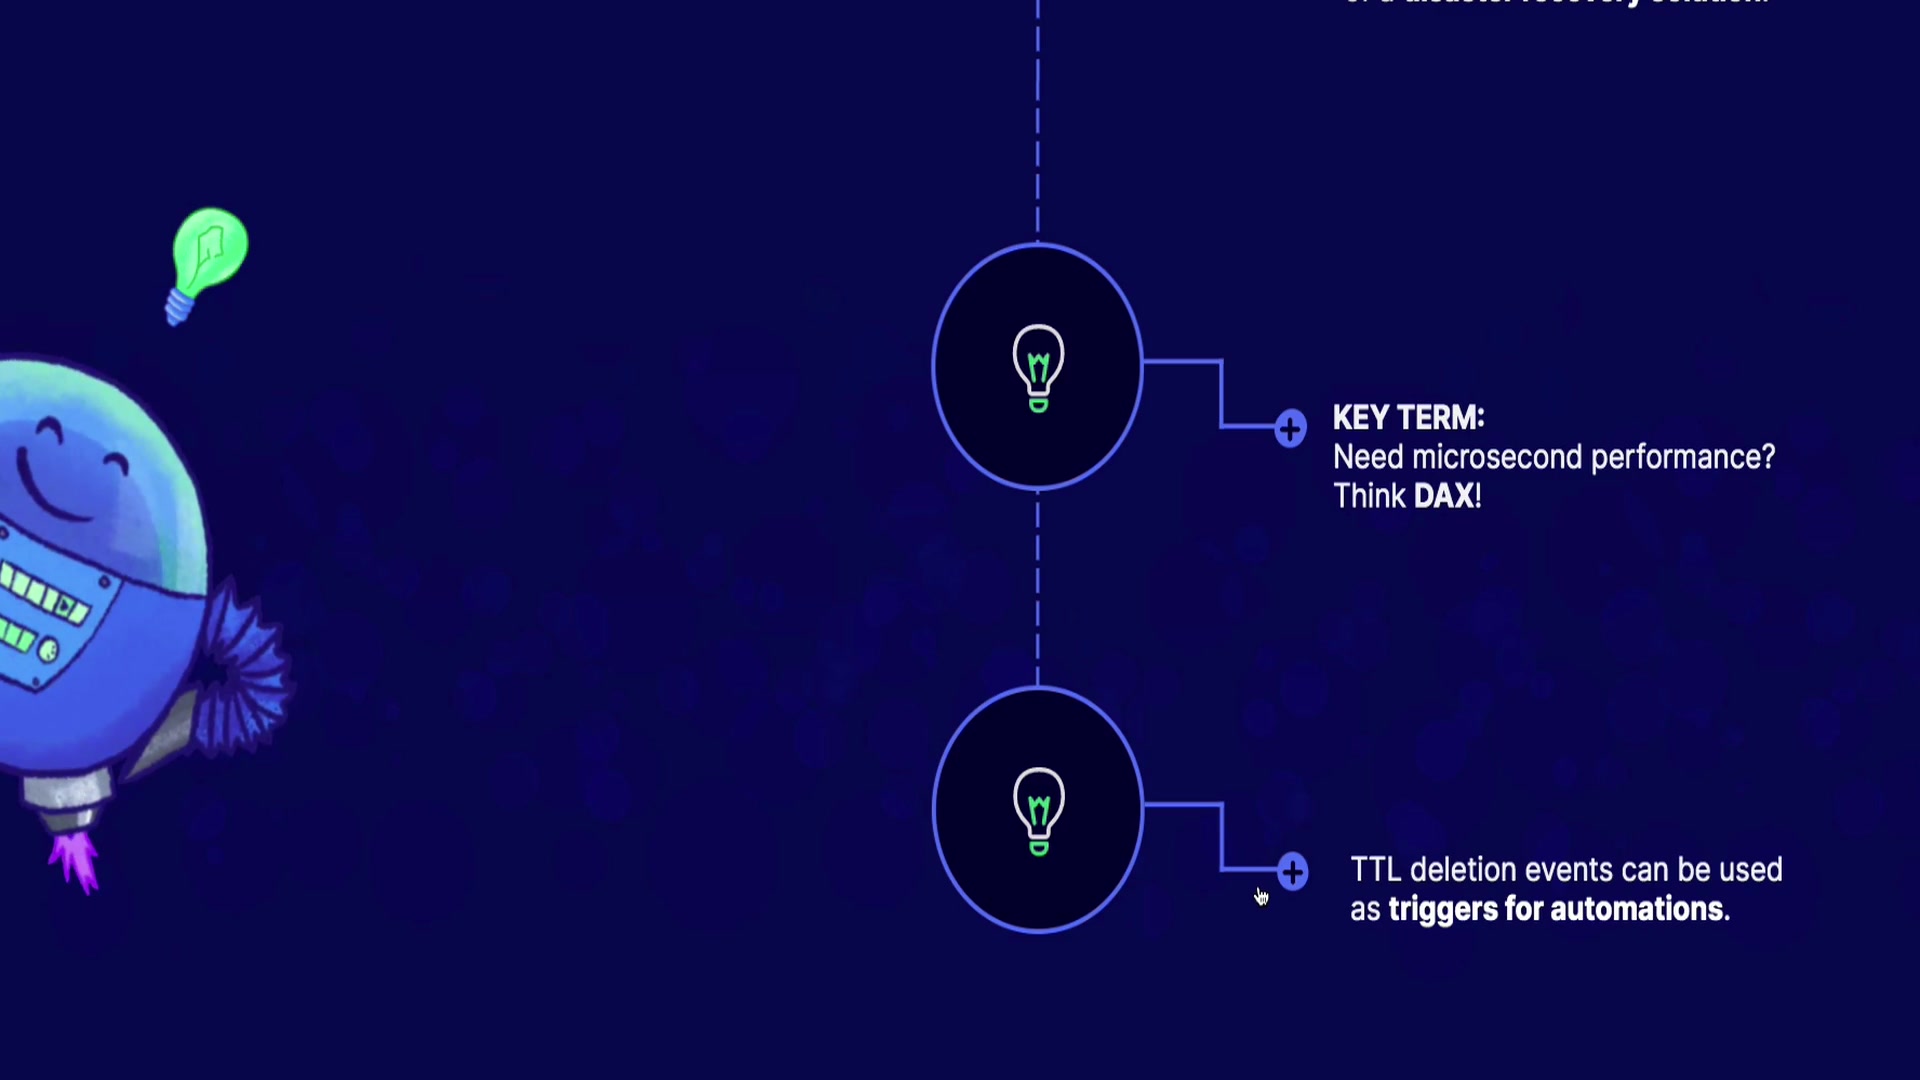 or a disaster recovery solution.
KEY TERM:
Need microsecond performance?
Think DAX!
TTL deletion events can be used
as triggers for automations.